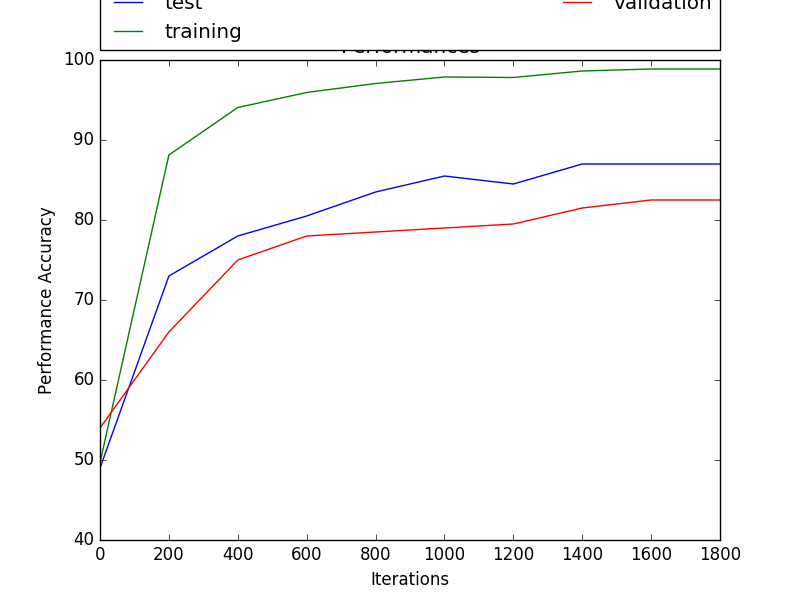 test
validation
training
Performances
100
90
80
70
60
50
40
Performance Accuracy
0 200 400 600 800 1000 1200 1400 1600 1800
Iterations